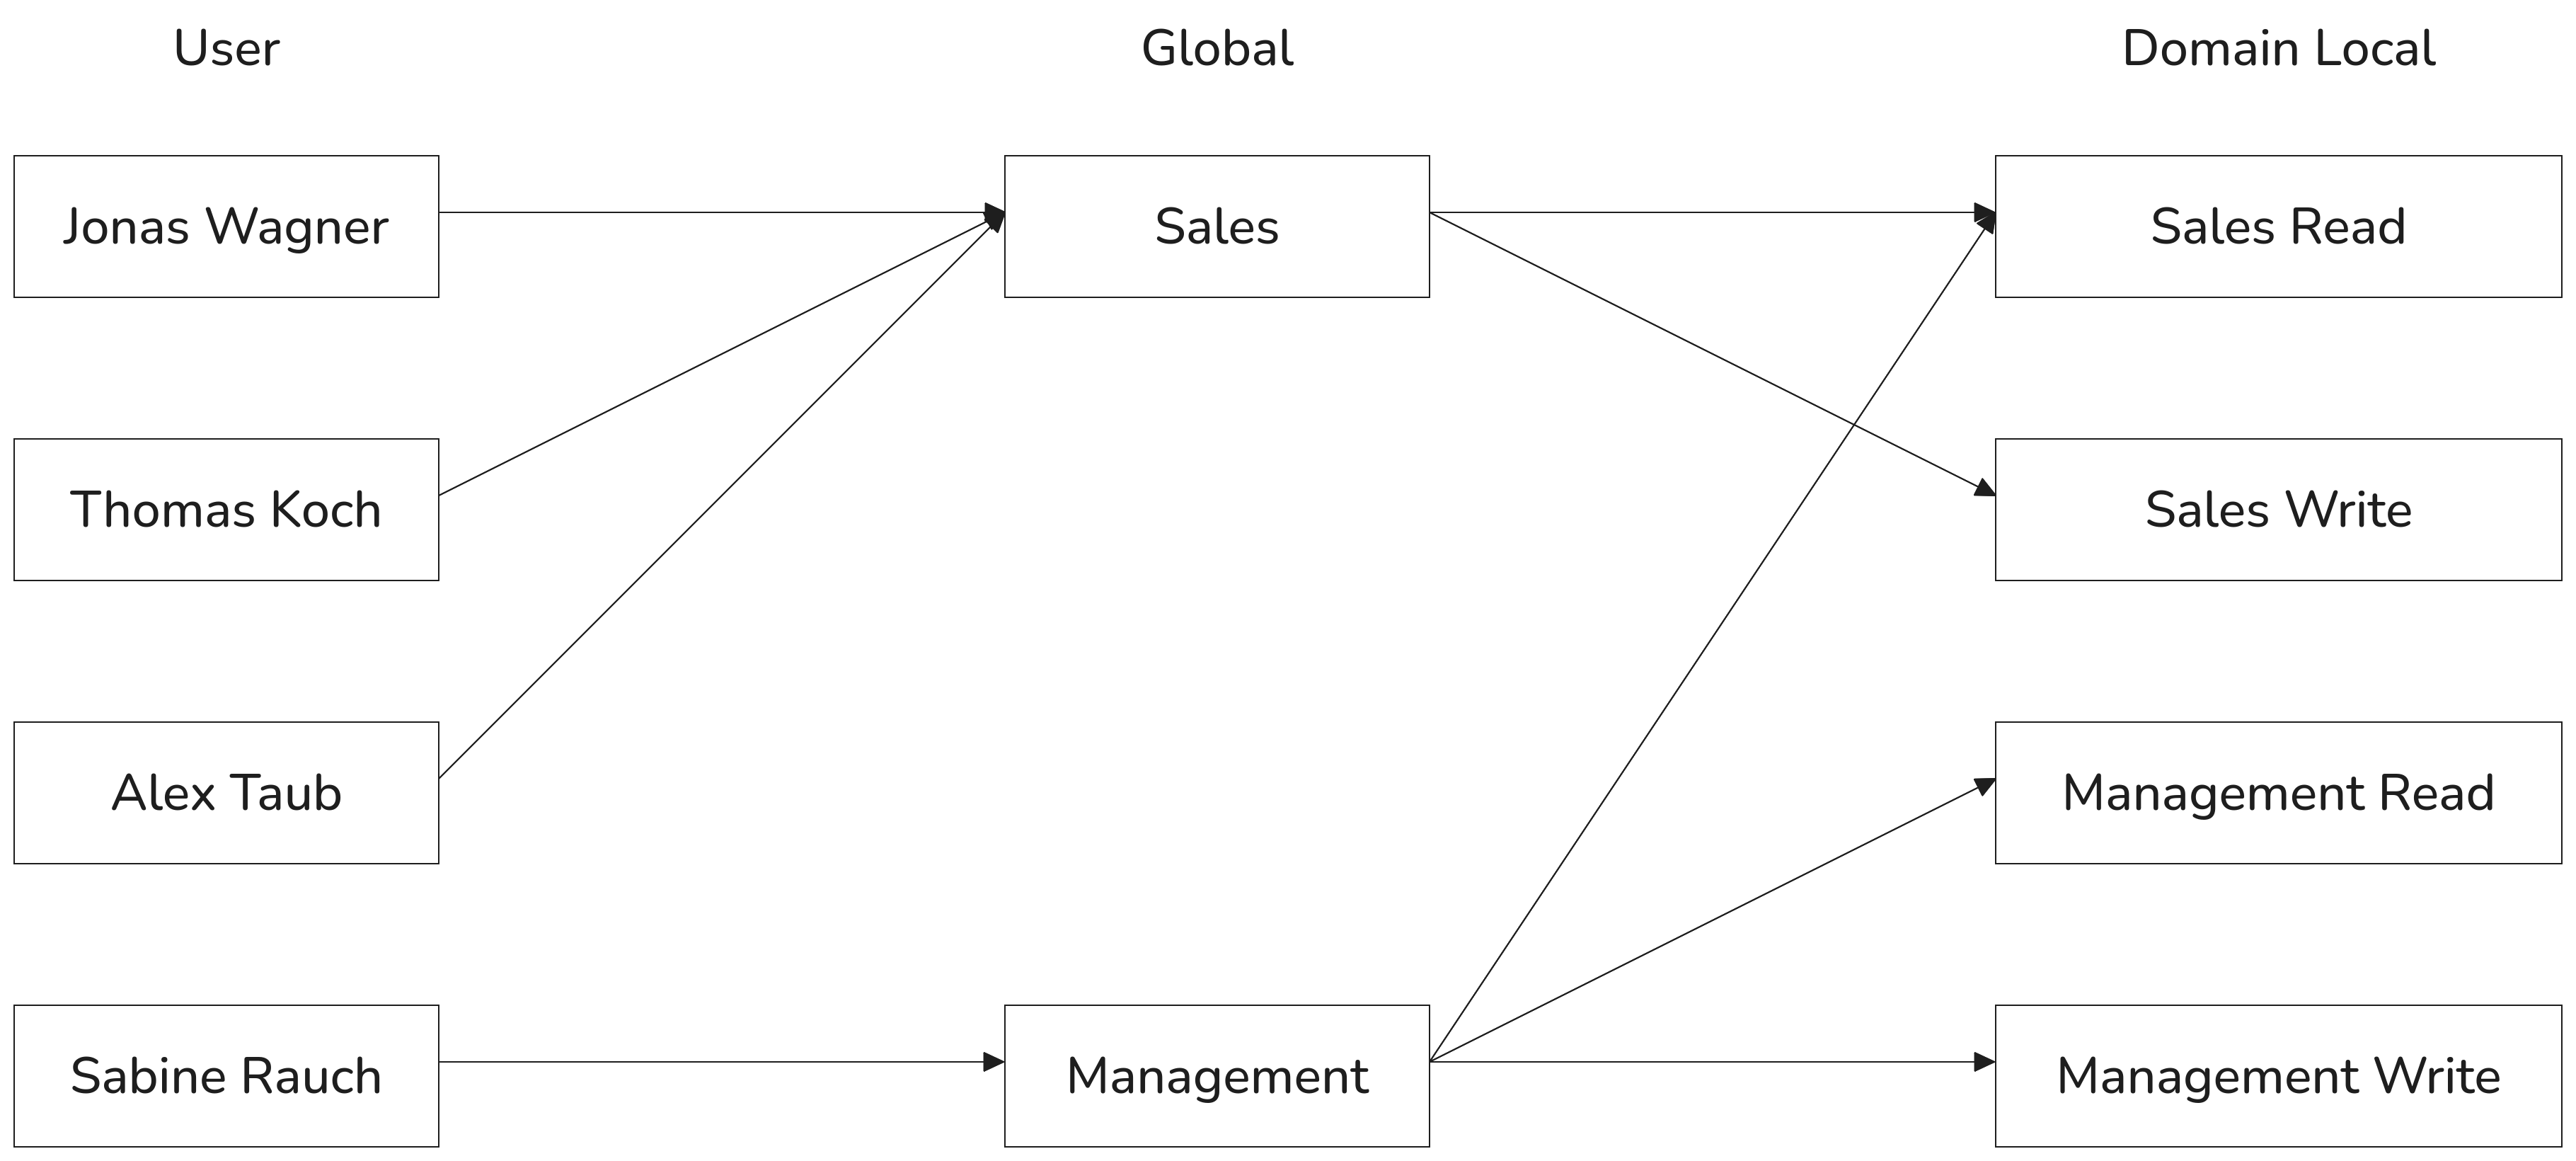 User
Global
Domain Local
Jonas Wagner
Sales
Sales Read
Thomas Koch
Sales Write
Alex Taub
Management Read
Sabine Rauch
Management
Management Write